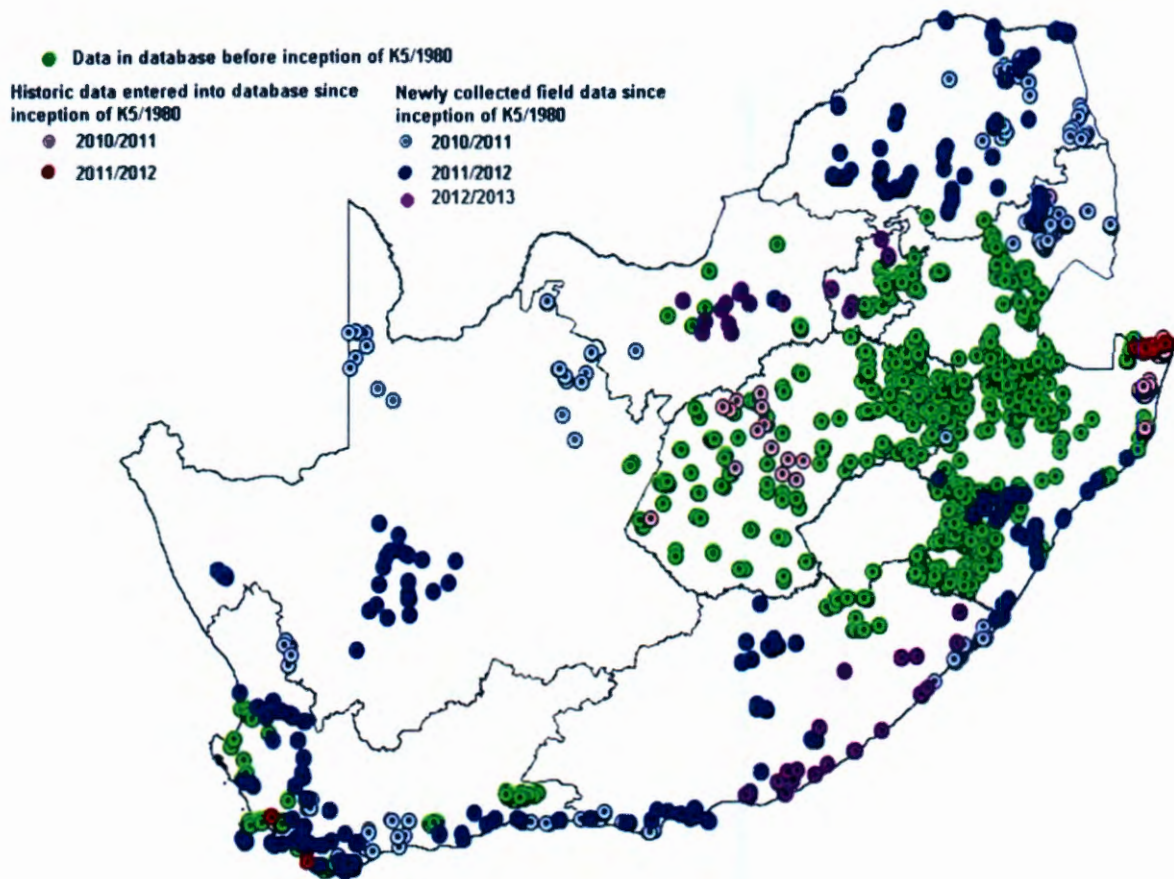 Data in database before inception of K5/1980
Historic data entered into database since
inception of K5/1980
2010/2011
2011/2012
Newly collected field data since
inception of K5/1980
2010/2011
2011/2012
2012/2013